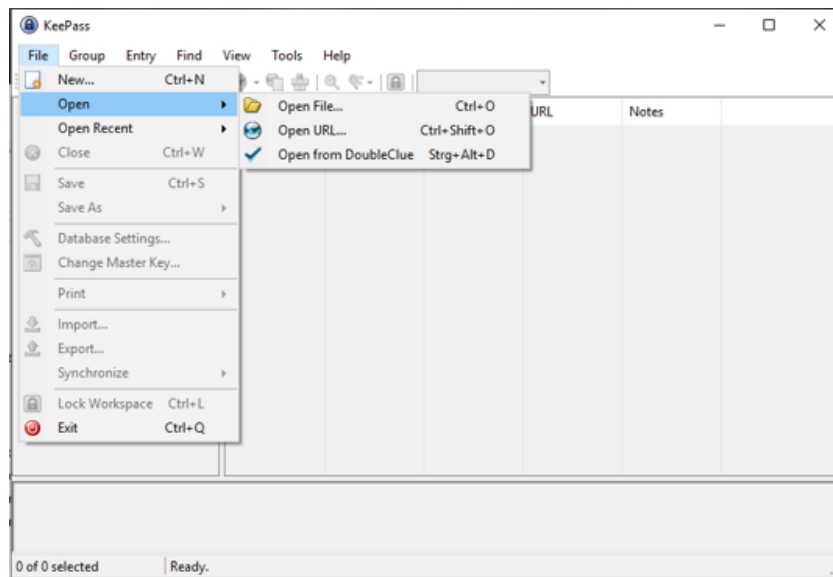 KeePass
File Group Entry Find View Tools Help
New... Ctrl+N
Open
Open Recent
Close Ctrl+W
Save Ctrl+S
Save As
Database Settings...
Change Master Key...
Print
Import...
Export...
Synchronize
Lock Workspace Ctrl+L
Exit Ctrl+Q
Open File... Ctrl+O
Open URL... Ctrl+Shift+O
Open from DoubleClue Strg+Alt+D
URL Notes
0 of 0 selected Ready.